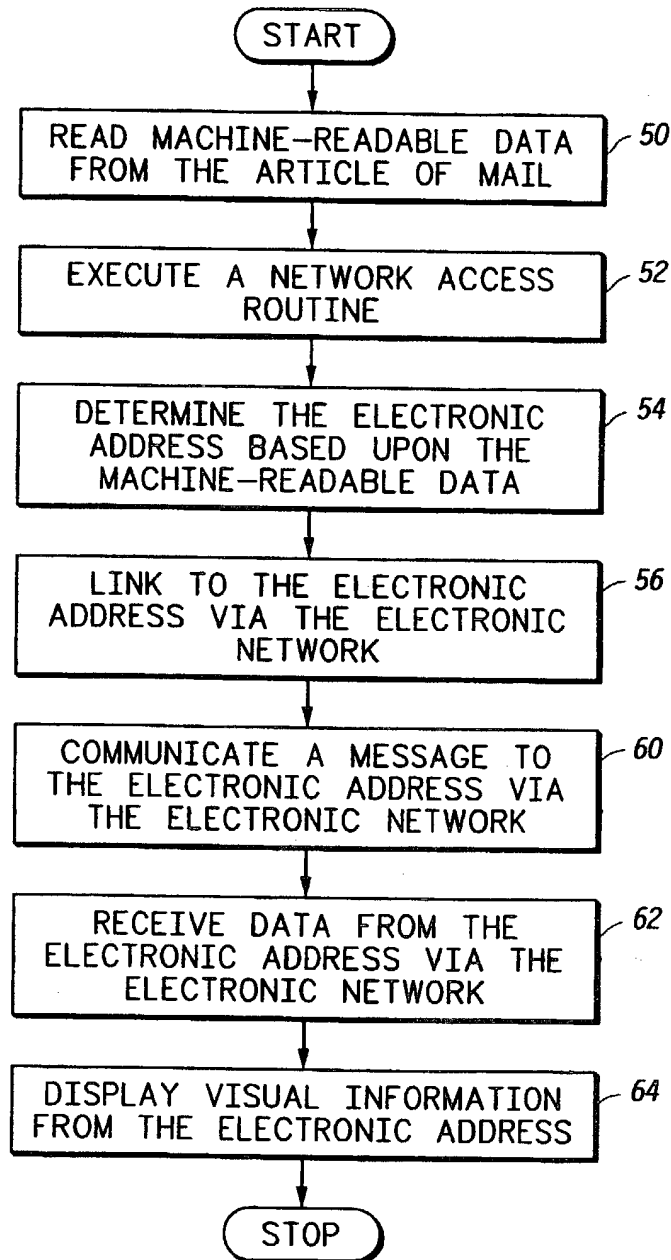 START
READ MACHINE-READABLE DATA
FROM THE ARTICLE OF MAIL
50
EXECUTE A NETWORK ACCESS
ROUTINE
52
DETERMINE THE ELECTRONIC
ADDRESS BASED UPON THE
MACHINE-READABLE DATA
54
LINK TO THE ELECTRONIC
ADDRESS VIA THE ELECTRONIC
NETWORK
56
COMMUNICATE A MESSAGE TO
THE ELECTRONIC ADDRESS VIA
THE ELECTRONIC NETWORK
60
RECEIVE DATA FROM THE
ELECTRONIC ADDRESS VIA THE
ELECTRONIC NETWORK
62
DISPLAY VISUAL INFORMATION
FROM THE ELECTRONIC ADDRESS
64
STOP